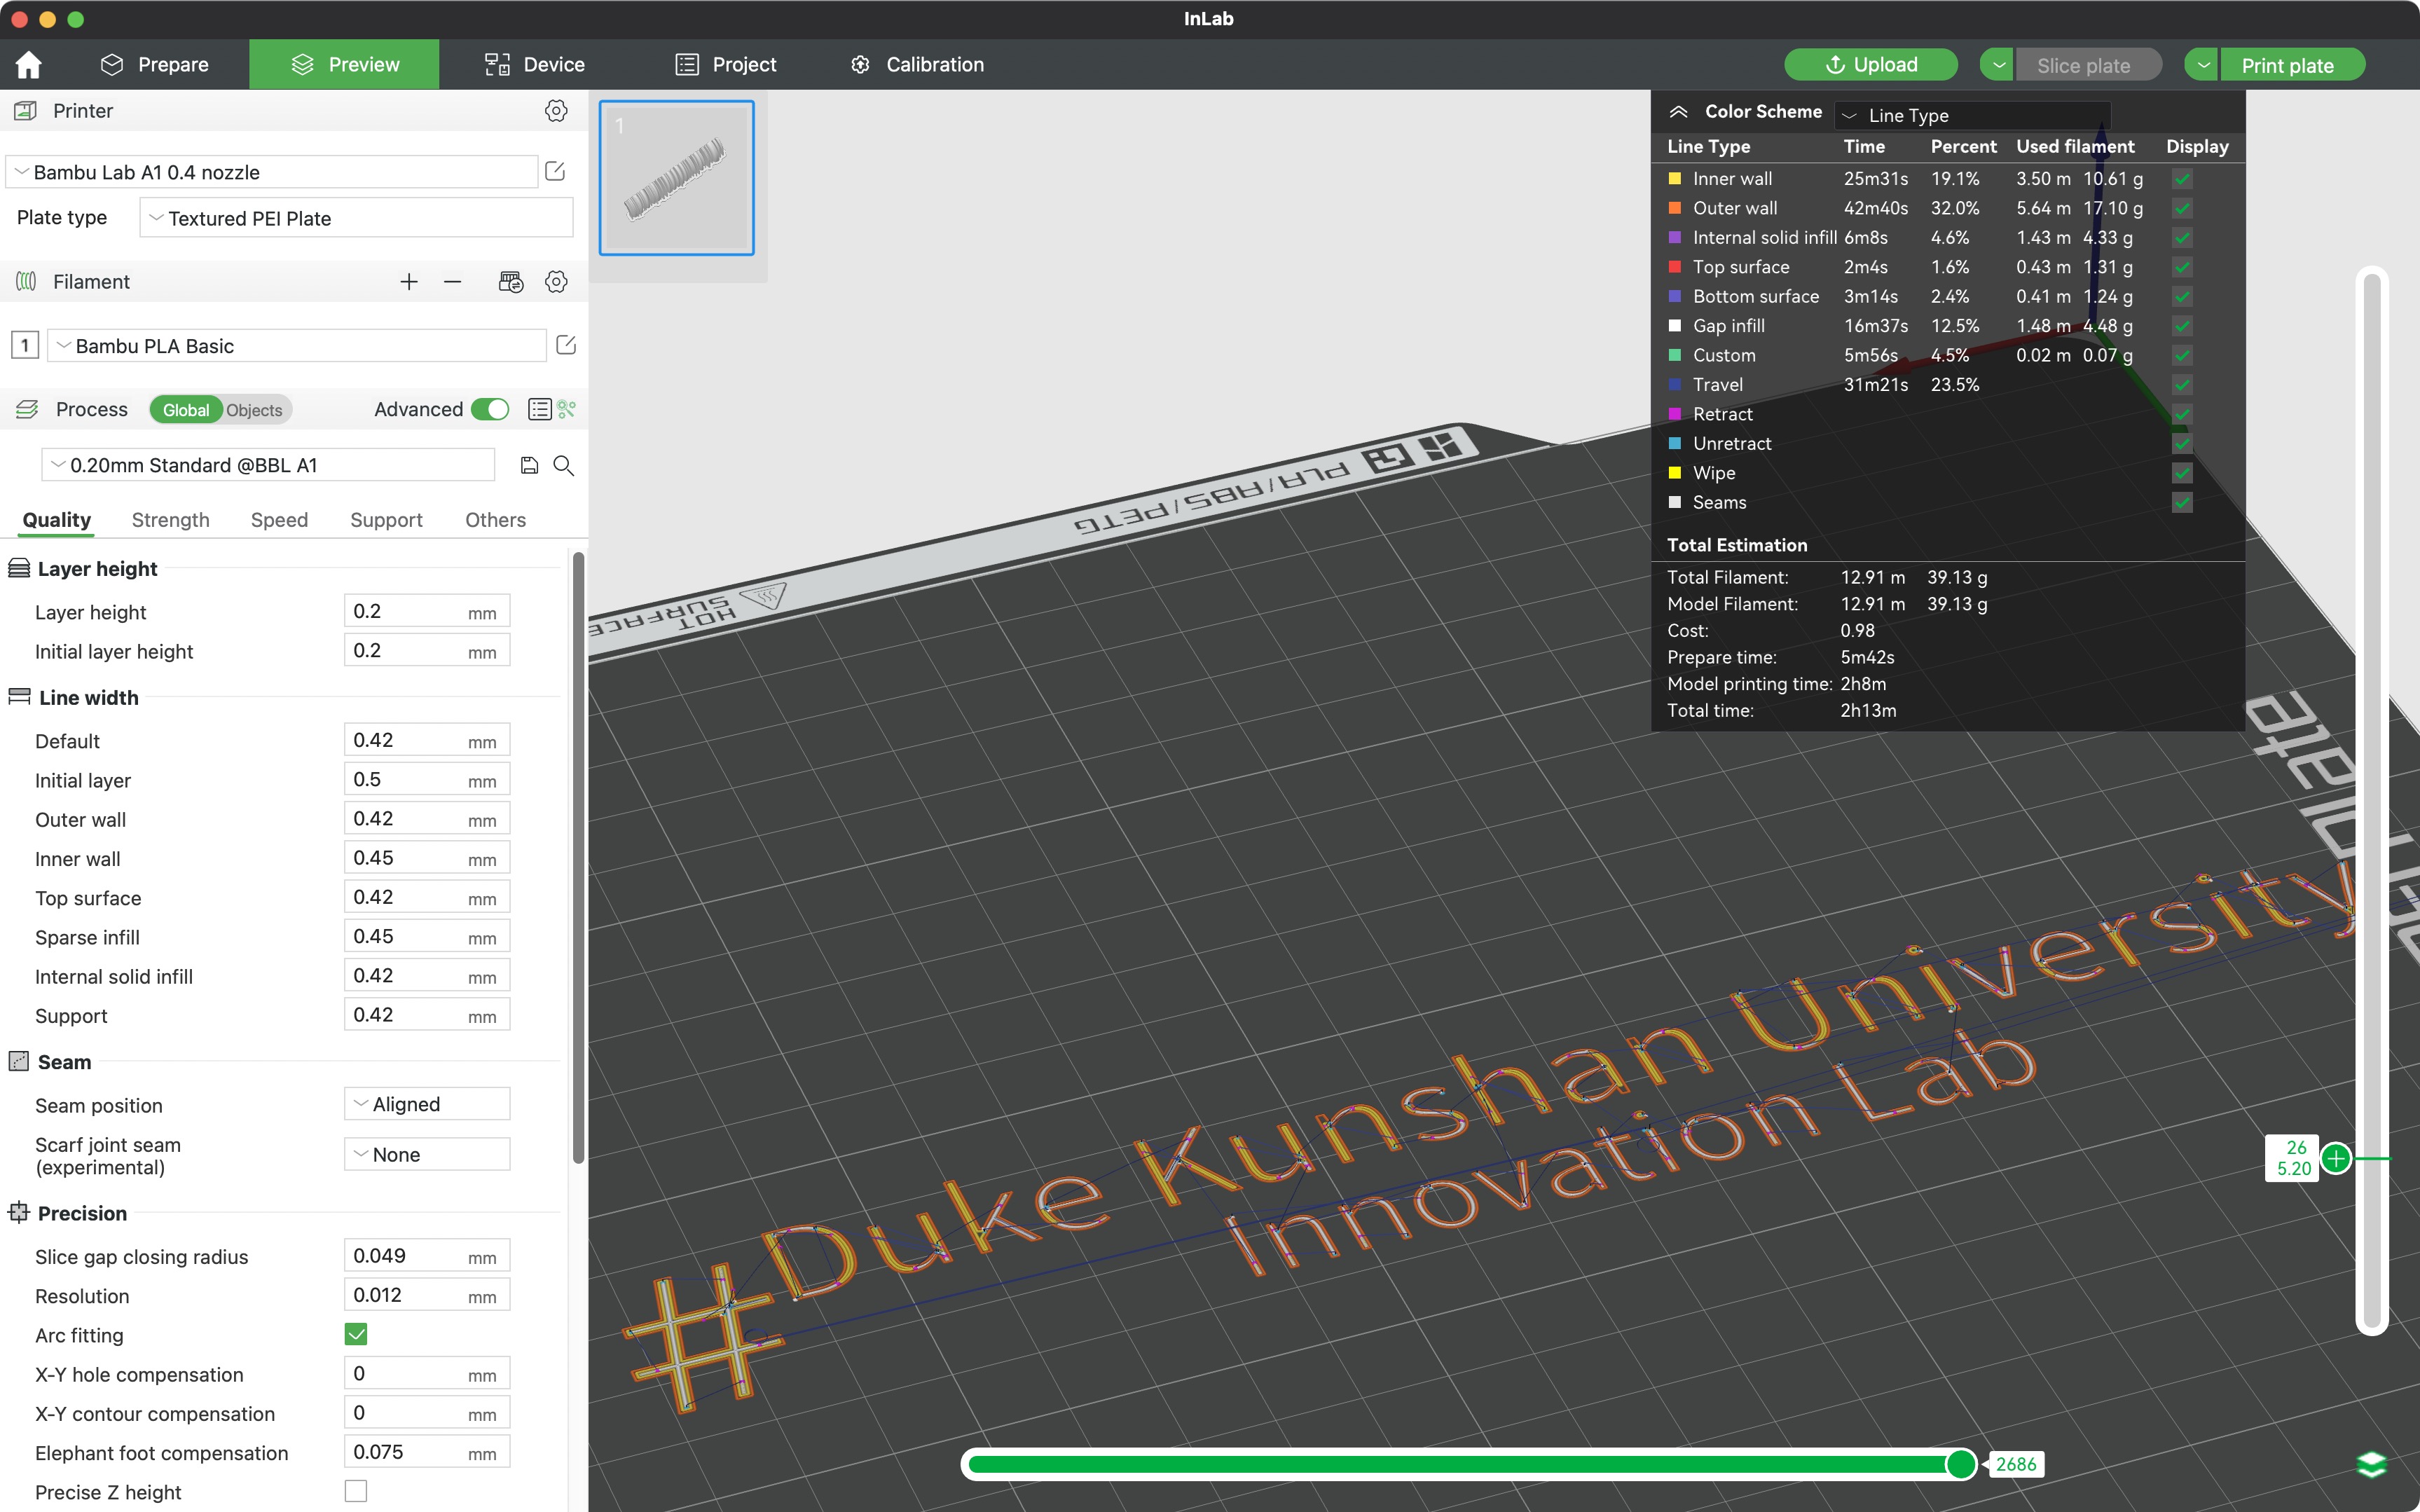 InLab
Prepare
Preview
Device
Project
Calibration
Upload
Slice plate
Print plate
Printer
Bambu Lab A1 0.4 nozzle
Plate type
Textured PEI Plate
Filament
1
Bambu PLA Basic
Process
Global
Objects
Advanced
0.20mm Standard @BBL A1
Quality
Strength
Speed
Support
Others
Layer height
Layer height 0.2 mm
Initial layer height 0.2 mm
Line width
Default 0.42 mm
Initial layer 0.5 mm
Outer wall 0.42 mm
Inner wall 0.45 mm
Top surface 0.42 mm
Sparse infill 0.45 mm
Internal solid infill 0.42 mm
Support 0.42 mm
Seam
Seam position Aligned
Scarf joint seam
(experimental) None
Precision
Slice gap closing radius 0.049 mm
Resolution 0.012 mm
Arc fitting
X-Y hole compensation 0 mm
X-Y contour compensation 0 mm
Elephant foot compensation 0.075 mm
Precise Z height
1
Color Scheme Line Type
Line Type Time Percent Used filament Display
Inner wall 25m31s 19.1% 3.50 m 10.61 g
Outer wall 42m40s 32.0% 5.64 m 17.10 g
Internal solid infill 6m8s 4.6% 1.43 m 4.33 g
Top surface 2m4s 1.6% 0.43 m 1.31 g
Bottom surface 3m14s 2.4% 0.41 m 1.24 g
Gap infill 16m37s 12.5% 1.48 m 4.48 g
Custom 5m56s 4.5% 0.02 m 0.07 g
Travel 31m21s 23.5%
Retract
Unretract
Wipe
Seams
Total Estimation
Total Filament: 12.91 m 39.13 g
Model Filament: 12.91 m 39.13 g
Cost: 0.98
Prepare time: 5m42s
Model printing time: 2h8m
Total time: 2h13m
PLA/ABS/PETG
HOT
SURFACE
#Duke Kunshan University
Innovation Lab
26
5.20
2686